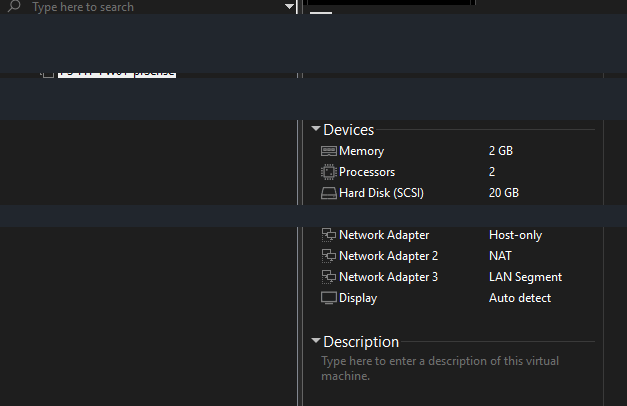 Type here to search
Devices
Memory 2 GB
Processors 2
Hard Disk (SCSI) 20 GB
Network Adapter Host-only
Network Adapter 2 NAT
Network Adapter 3 LAN Segment
Display Auto detect
Description
Type here to enter a description of this virtual
machine.